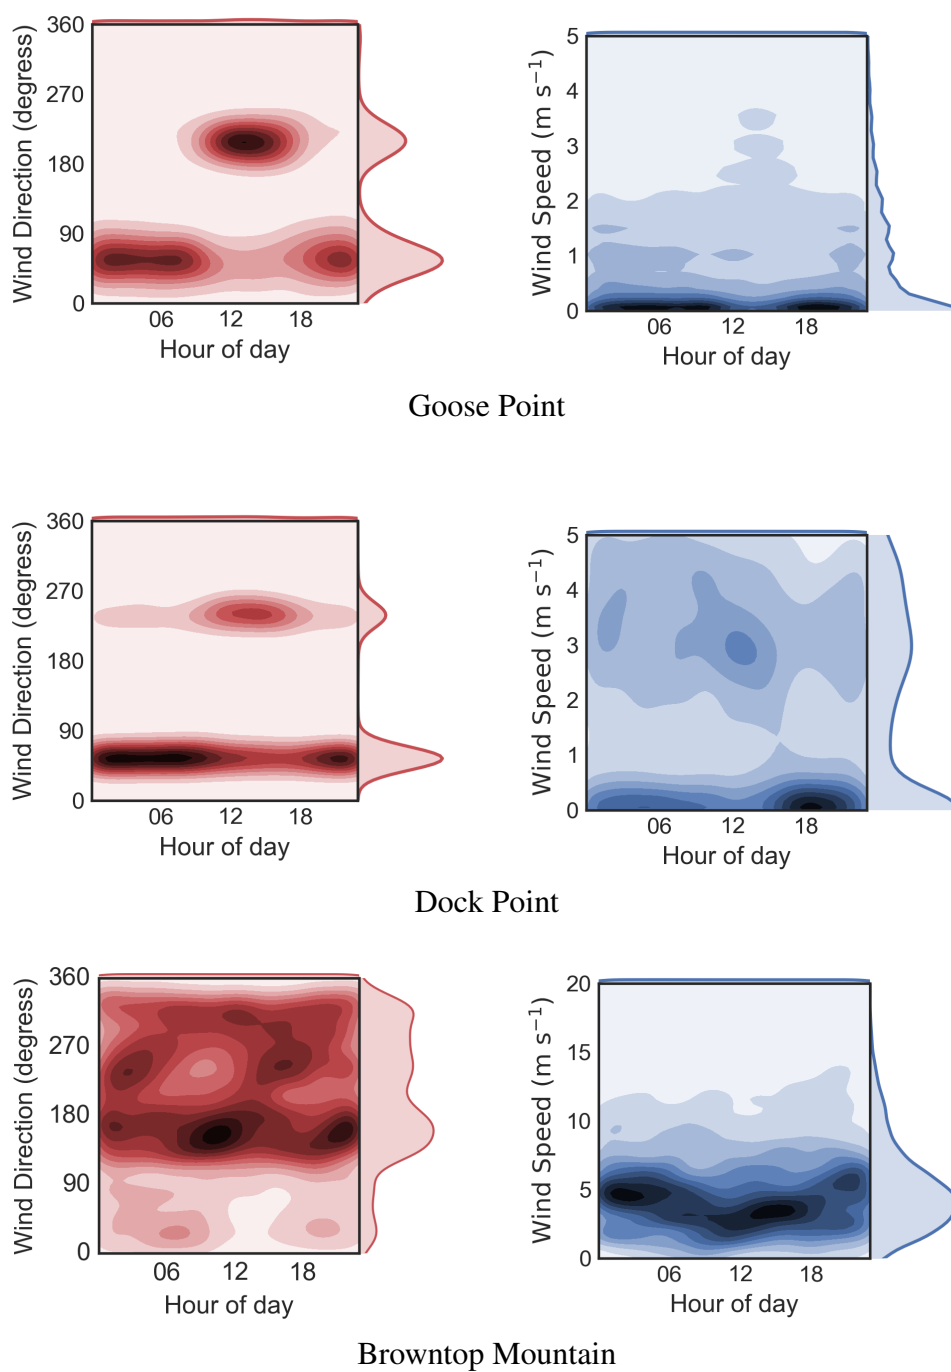 360
270
180
90
0
Wind Direction (degress)
06 12 18
Hour of day
5
4
3
2
1
0
Wind Speed (m s⁻¹)
06 12 18
Hour of day
Goose Point
360
270
180
90
0
Wind Direction (degress)
06 12 18
Hour of day
5
4
3
2
1
0
Wind Speed (m s⁻¹)
06 12 18
Hour of day
Dock Point
360
270
180
90
0
Wind Direction (degress)
06 12 18
Hour of day
20
15
10
5
0
Wind Speed (m s⁻¹)
06 12 18
Hour of day
Browntop Mountain